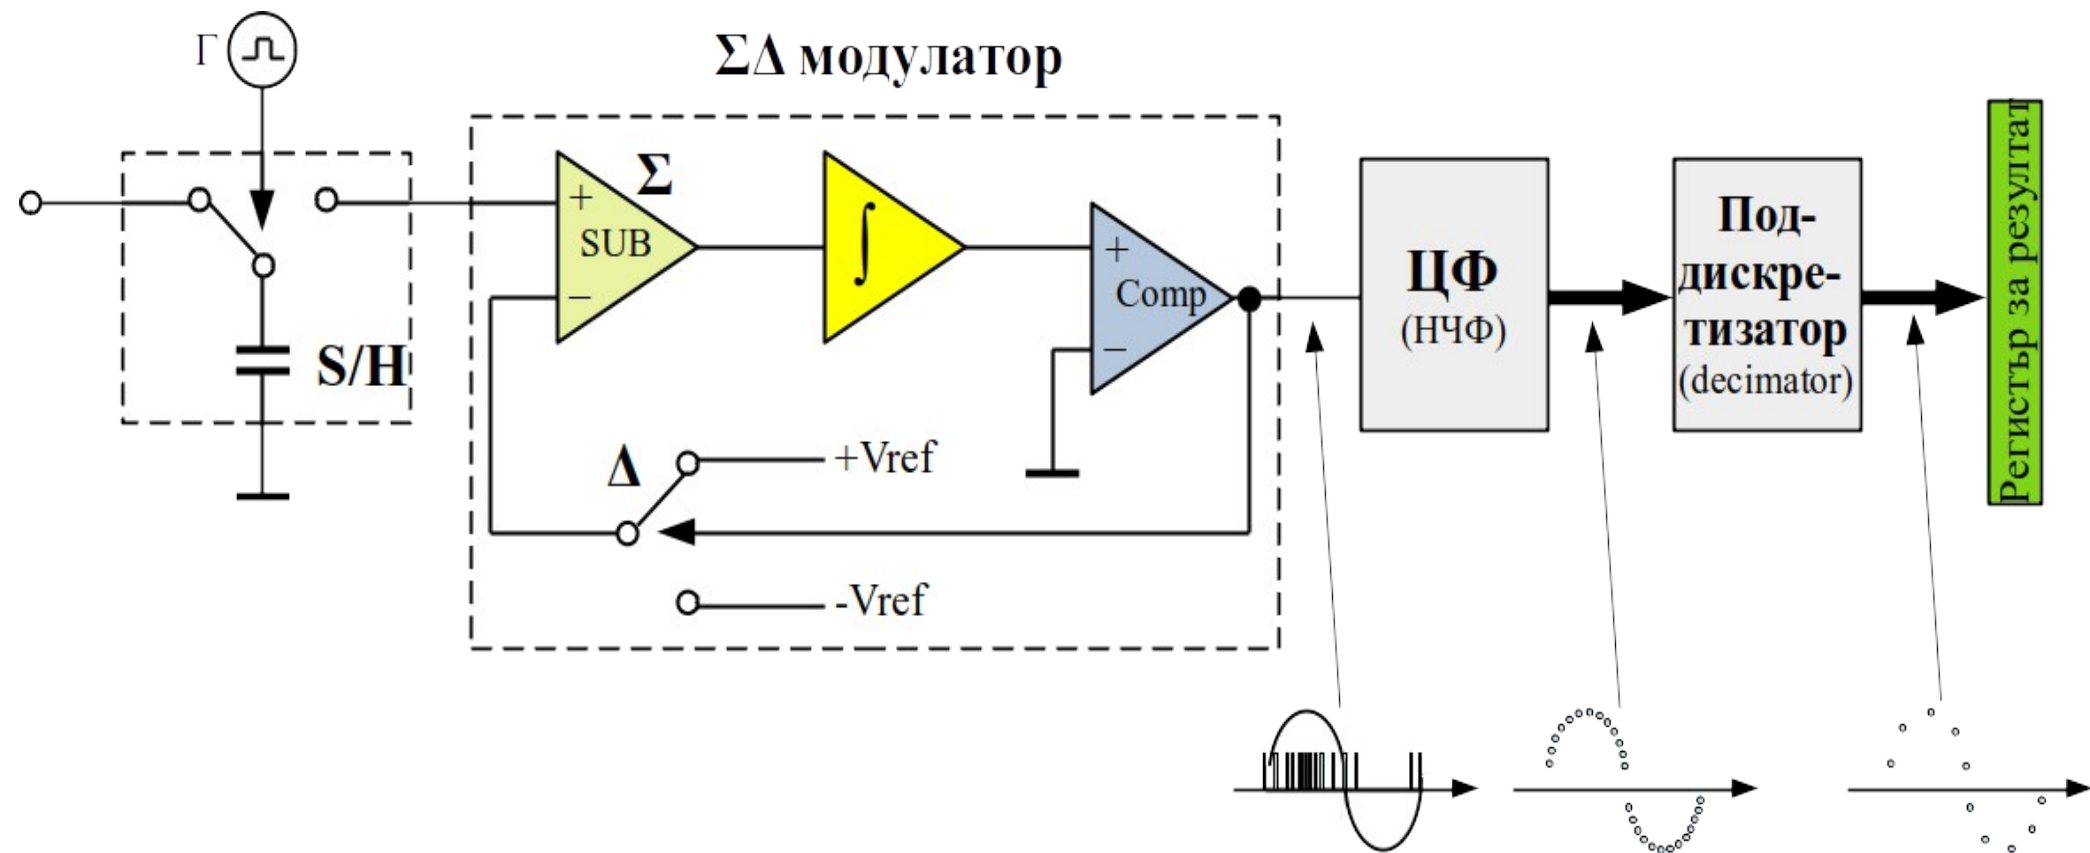 Г
ΣΔ модулатор
S/H
+
Σ
SUB
−
∫
+
Comp
−
Δ
+Vref
-Vref
ЦФ
(НЧФ)
Под-
дискре-
тизатор
(decimator)
Регистър за резултат